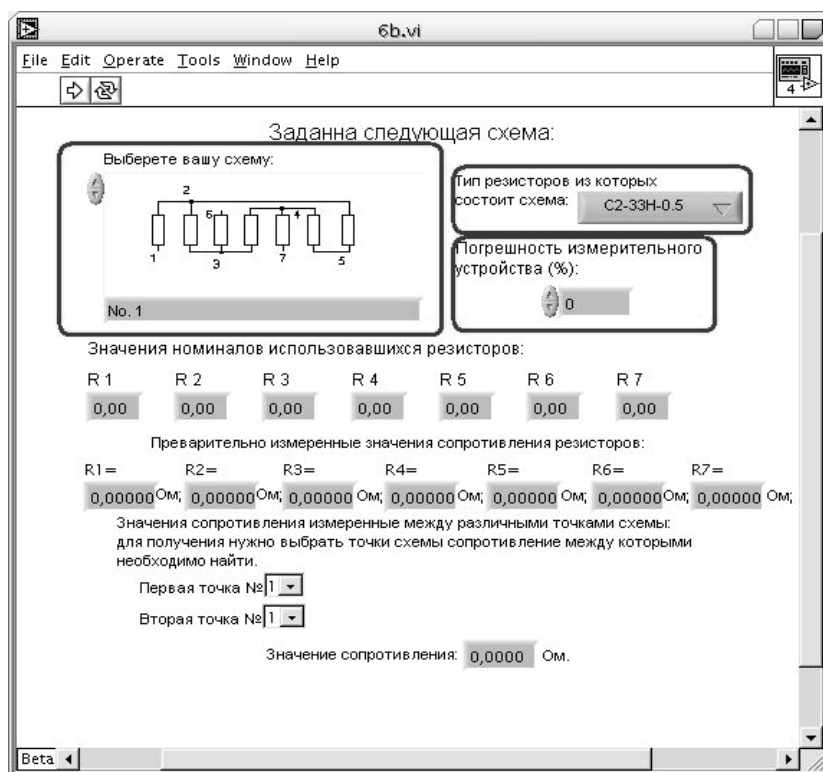 6b.vi
File Edit Operate Tools Window Help
4
Заданна следующая схема:
Выберете вашу схему:
2
6
4
1
3
7
5
No. 1
Тип резисторов из которых
состоит схема:
C2-33H-0.5
Погрешность измерительного
устройства (%):
0
Значения номиналов использовавшихся резисторов:
R 1 R 2 R 3 R 4 R 5 R 6 R 7
0,00 0,00 0,00 0,00 0,00 0,00 0,00
Преварительно измеренные значения сопротивления резисторов:
R1= R2= R3= R4= R5= R6= R7=
0,00000 Ом; 0,00000 Ом; 0,00000 Ом; 0,00000 Ом; 0,00000 Ом; 0,00000 Ом; 0,00000 Ом;
Значения сопротивления измеренные между различными точками схемы:
для получения нужно выбрать точки схемы сопротивление между которыми
необходимо найти.
Первая точка № 1
Вторая точка № 1
Значение сопротивления: 0,0000 Ом.
Beta